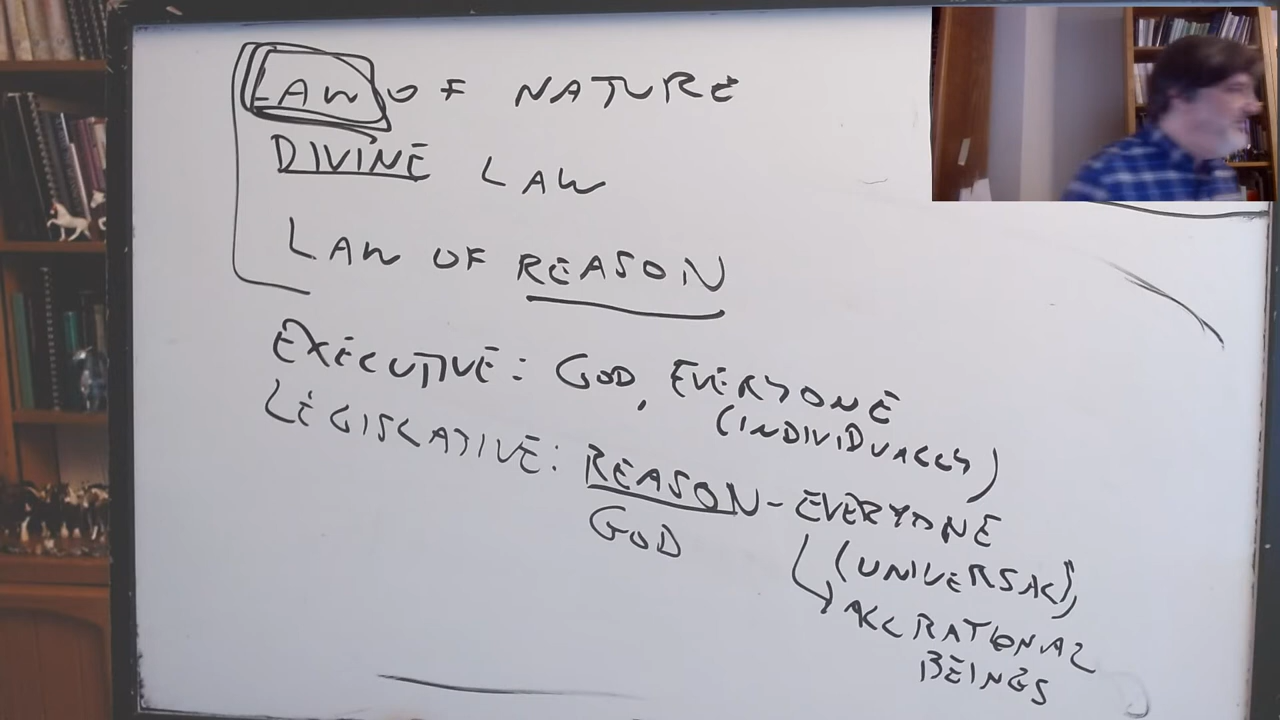 LAW OF NATURE
DIVINE LAW
LAW OF REASON
EXECUTIVE: GOD, EVERYONE
(INDIVIDUALLY)
LEGISLATIVE: REASON - EVERYONE
GOD
(UNIVERSAL),
ALL RATIONAL
BEINGS